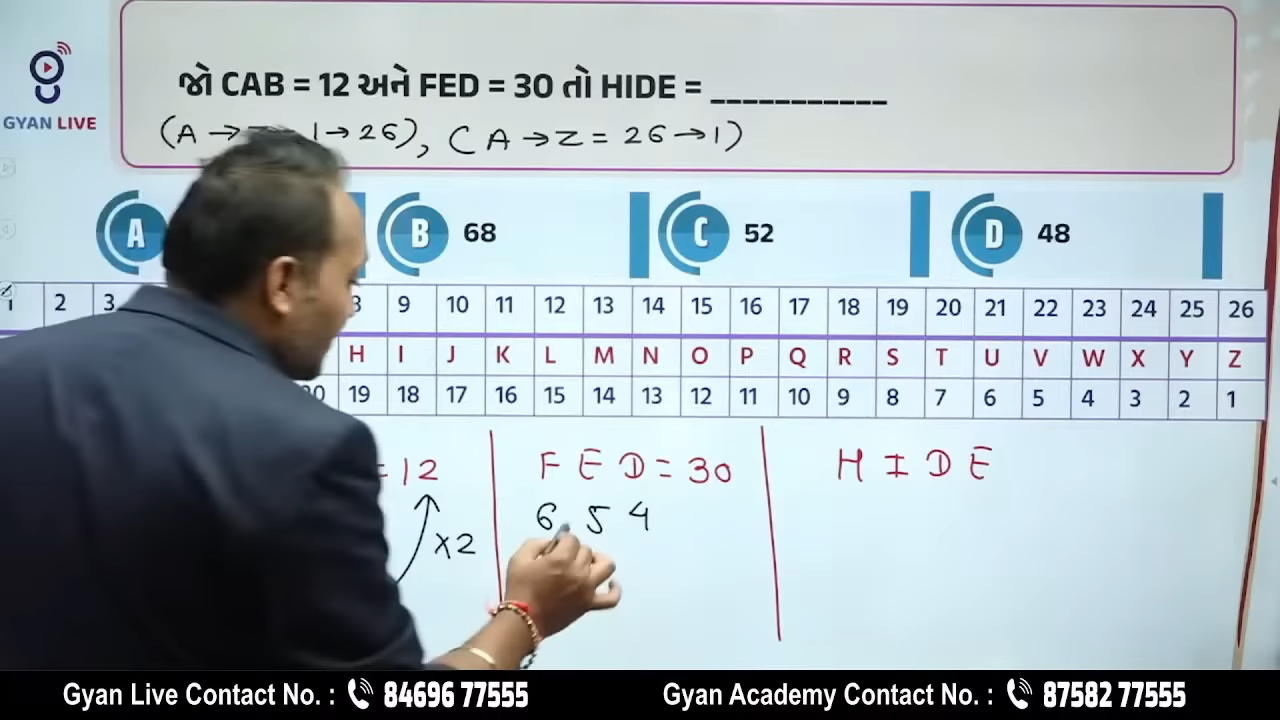 GYAN LIVE
જો CAB = 12 અને FED = 30 તો HIDE = ___________
(A → 1→26), (A→Z = 26→1)
A B 68 C 52 D 48
1 2 3 8 9 10 11 12 13 14 15 16 17 18 19 20 21 22 23 24 25 26
H I J K L M N O P Q R S T U V W X Y Z
19 18 17 16 15 14 13 12 11 10 9 8 7 6 5 4 3 2 1
=12 FED=30 HIDE
6 5 4
×2
Gyan Live Contact No. : 84696 77555 Gyan Academy Contact No. : 87582 77555